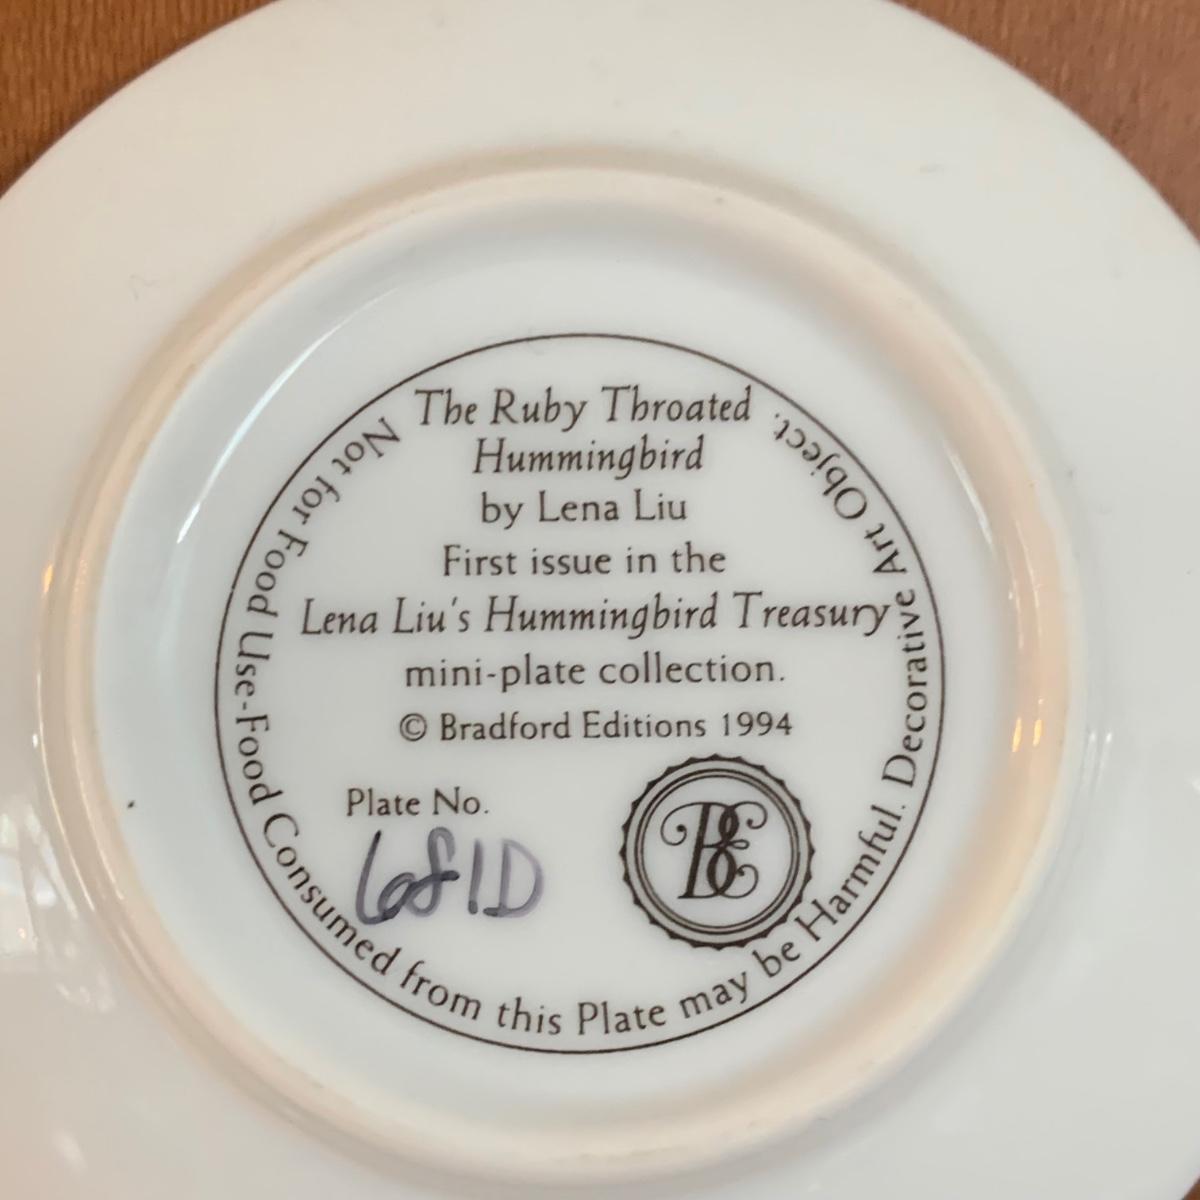 The Ruby Throated
Hummingbird
by Lena Liu
First issue in the
Lena Liu's Hummingbird Treasury
mini-plate collection.
© Bradford Editions 1994
Plate No.
681D
BE
Not for Food Use-Food Consumed from this Plate may be Harmful. Decorative Art Object.